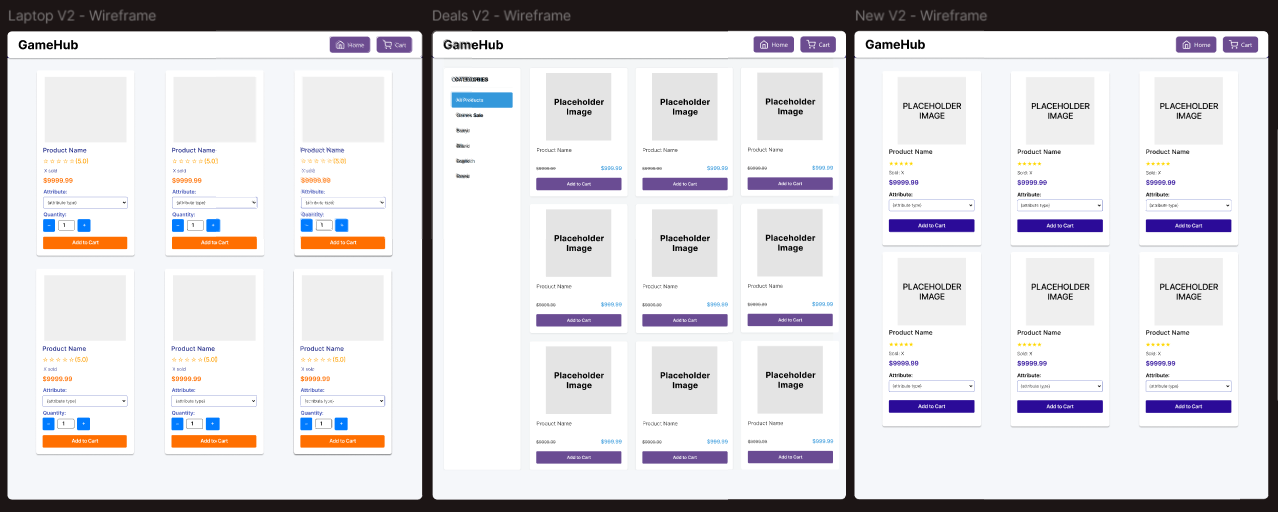 Laptop V2 - Wireframe
GameHub
Home
Cart
Product Name
☆☆☆☆☆(5.0)
X sold
$9999.99
Attribute:
(attribute type)
Quantity:
- 1 +
Add to Cart
Product Name
☆☆☆☆☆(5.0)
X sold
$9999.99
Attribute:
(attribute type)
Quantity:
- 1 +
Add to Cart
Product Name
☆☆☆☆☆(5.0)
X sold
$9999.99
Attribute:
(attribute type)
Quantity:
- 1 +
Add to Cart
Product Name
☆☆☆☆☆(5.0)
X sold
$9999.99
Attribute:
(attribute type)
Quantity:
- 1 +
Add to Cart
Product Name
☆☆☆☆☆(5.0)
X sold
$9999.99
Attribute:
(attribute type)
Quantity:
- 1 +
Add to Cart
Product Name
☆☆☆☆☆(5.0)
X sold
$9999.99
Attribute:
(attribute type)
Quantity:
- 1 +
Add to Cart
Deals V2 - Wireframe
GameHub
Home
Cart
CATEGORIES
All Products
Placeholder
Image
Product Name
$9999.99 $999.99
Add to Cart
Placeholder
Image
Product Name
$9999.99 $999.99
Add to Cart
Placeholder
Image
Product Name
$9999.99 $999.99
Add to Cart
Placeholder
Image
Product Name
$9999.99 $999.99
Add to Cart
Placeholder
Image
Product Name
$9999.99 $999.99
Add to Cart
Placeholder
Image
Product Name
$9999.99 $999.99
Add to Cart
Placeholder
Image
Product Name
$9999.99 $999.99
Add to Cart
Placeholder
Image
Product Name
$9999.99 $999.99
Add to Cart
Placeholder
Image
Product Name
$9999.99 $999.99
Add to Cart
New V2 - Wireframe
GameHub
Home
Cart
PLACEHOLDER
IMAGE
Product Name
★★★★★
Sold: X
$9999.99
Attribute:
(attribute type)
Add to Cart
PLACEHOLDER
IMAGE
Product Name
★★★★★
Sold: X
$9999.99
Attribute:
(attribute type)
Add to Cart
PLACEHOLDER
IMAGE
Product Name
★★★★★
Sold: X
$9999.99
Attribute:
(attribute type)
Add to Cart
PLACEHOLDER
IMAGE
Product Name
★★★★★
Sold: X
$9999.99
Attribute:
(attribute type)
Add to Cart
PLACEHOLDER
IMAGE
Product Name
★★★★★
Sold: X
$9999.99
Attribute:
(attribute type)
Add to Cart
PLACEHOLDER
IMAGE
Product Name
★★★★★
Sold: X
$9999.99
Attribute:
(attribute type)
Add to Cart